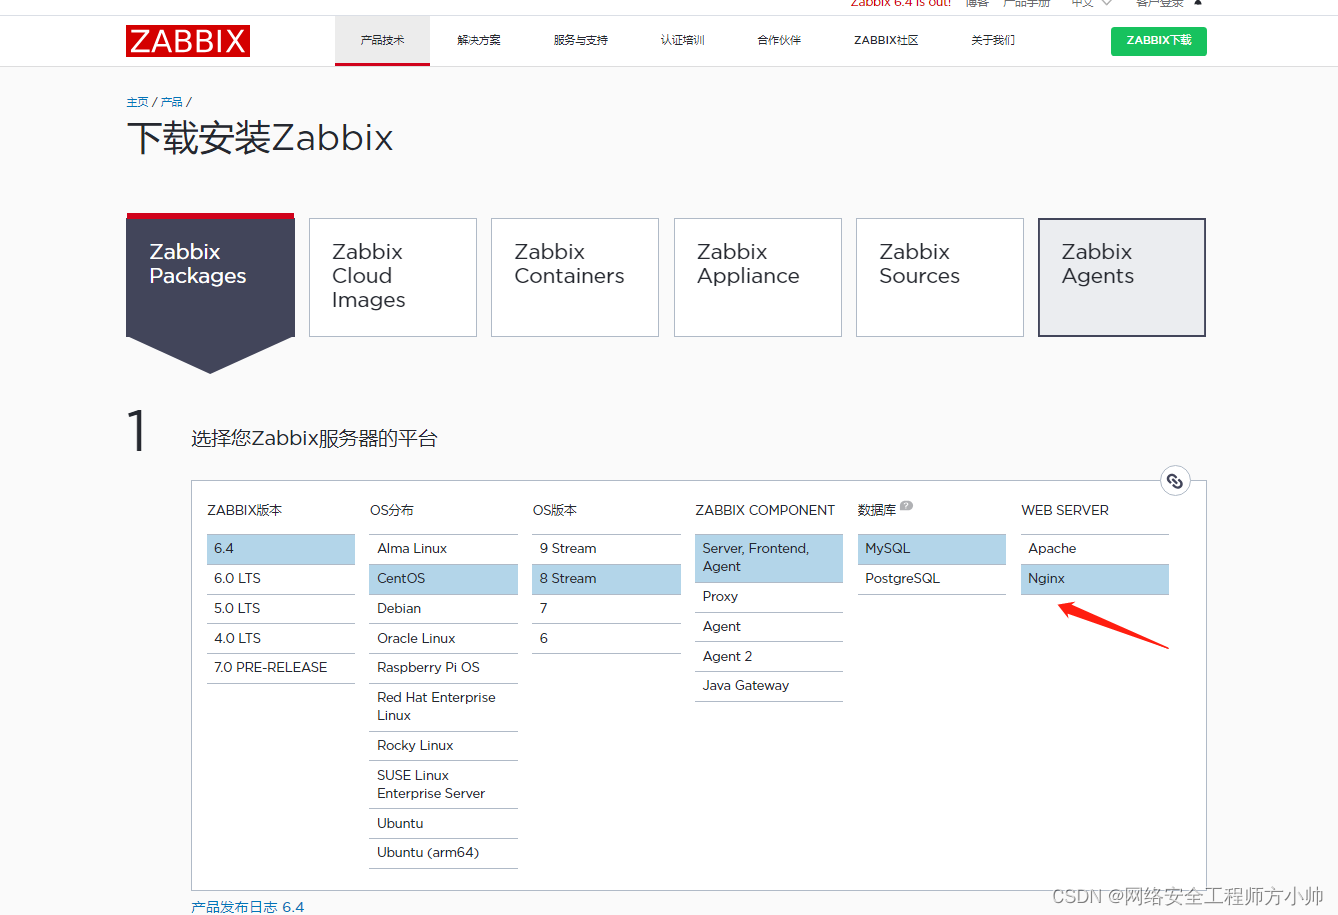 Zabbix 6.4 is out!
博客
产品手册
中文
客户登录
ZABBIX
产品技术
解决方案
服务与支持
认证培训
合作伙伴
ZABBIX社区
关于我们
ZABBIX下载
主页 / 产品 /
下载安装Zabbix
Zabbix
Packages
Zabbix
Cloud
Images
Zabbix
Containers
Zabbix
Appliance
Zabbix
Sources
Zabbix
Agents
1
选择您Zabbix服务器的平台
ZABBIX版本
6.4
6.0 LTS
5.0 LTS
4.0 LTS
7.0 PRE-RELEASE
OS分布
Alma Linux
CentOS
Debian
Oracle Linux
Raspberry Pi OS
Red Hat Enterprise
Linux
Rocky Linux
SUSE Linux
Enterprise Server
Ubuntu
Ubuntu (arm64)
OS版本
9 Stream
8 Stream
7
6
ZABBIX COMPONENT
Server, Frontend,
Agent
Proxy
Agent
Agent 2
Java Gateway
数据库 ?
MySQL
PostgreSQL
WEB SERVER
Apache
Nginx
产品发布日志 6.4
CSDN @网络安全工程师方小帅